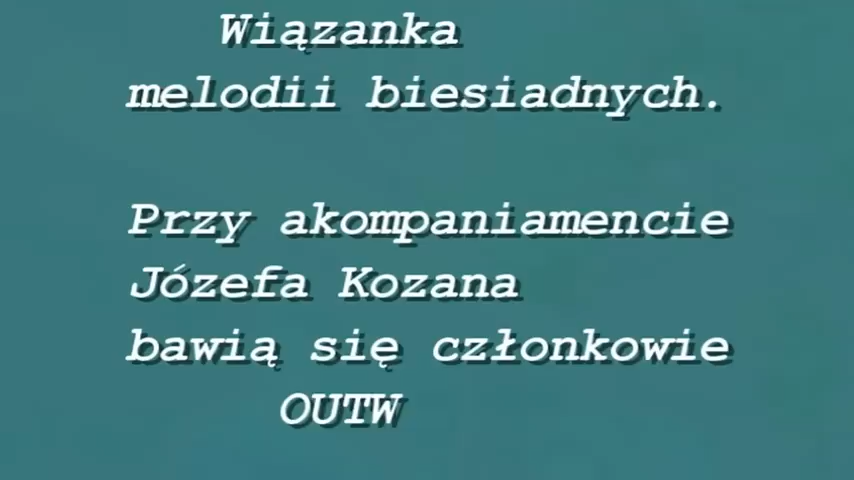 Wiązanka
melodii biesiadnych.
Przy akompaniamencie
Józefa Kozana
bawią się członkowie
OUTW